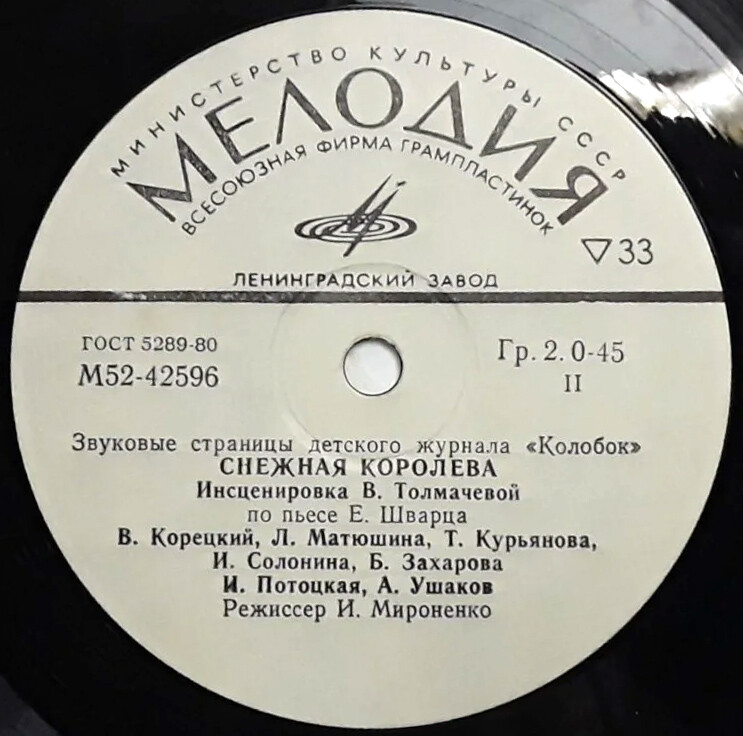 МИНИСТЕРСТВО КУЛЬТУРЫ СССР
МЕЛОДИЯ
ВСЕСОЮЗНАЯ ФИРМА ГРАМПЛАСТИНОК
▽33
ЛЕНИНГРАДСКИЙ ЗАВОД
ГОСТ 5289-80
М52-42596
Гр. 2. 0-45
II
Звуковые страницы детского журнала «Колобок»
СНЕЖНАЯ КОРОЛЕВА
Инсценировка В. Толмачевой
по пьесе Е. Шварца
В. Корецкий, Л. Матюшина, Т. Курьянова,
И. Солонина, Б. Захарова
И. Потоцкая, А. Ушаков
Режиссер И. Мироненко